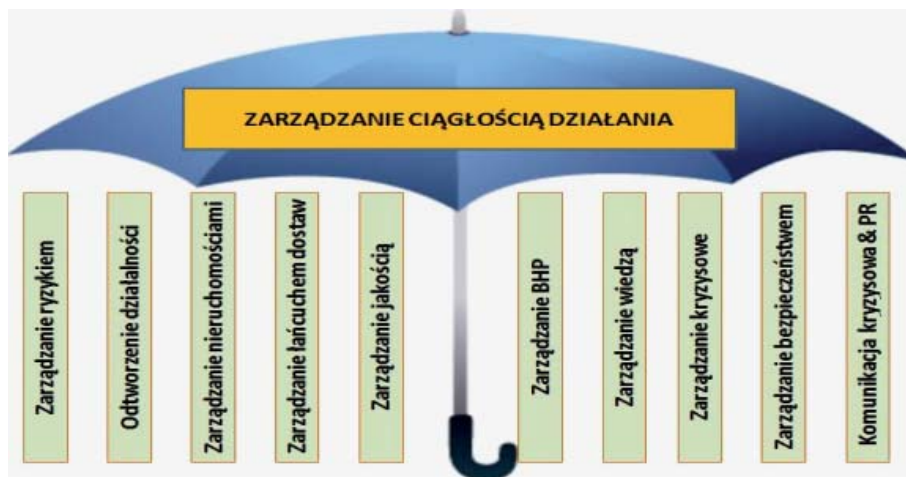 ZARZĄDZANIE CIĄGŁOŚCIĄ DZIAŁANIA
Zarządzanie ryzykiem
Odtworzenie działalności
Zarządzanie nieruchomościami
Zarządzanie łańcuchem dostaw
Zarządzanie jakością
Zarządzanie BHP
Zarządzanie wiedzą
Zarządzanie kryzysowe
Zarządzanie bezpieczeństwem
Komunikacja kryzysowa & PR